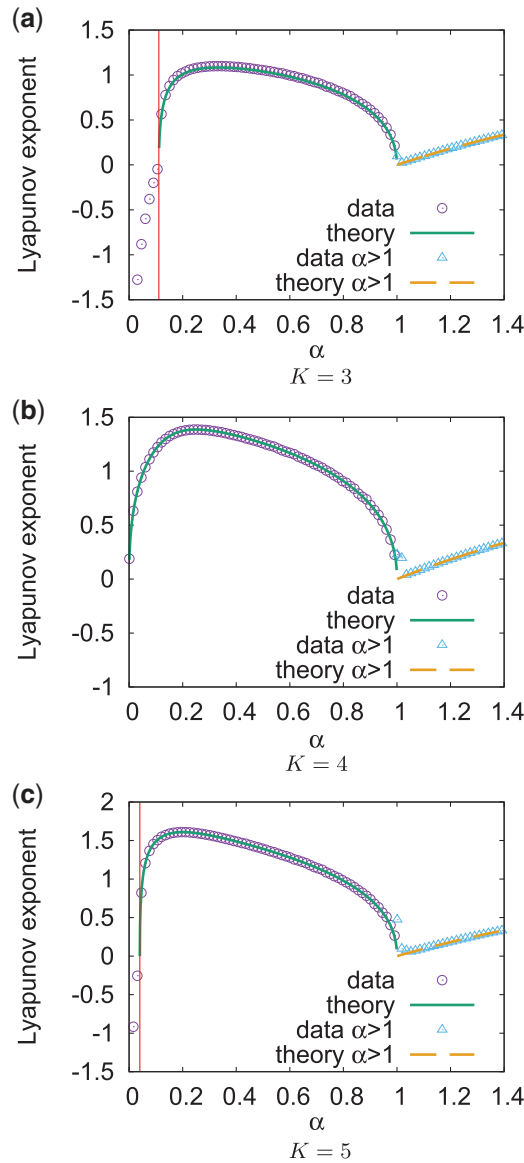 (a)
1.5
1
0.5
0
-0.5
-1
-1.5
Lyapunov exponent
data
theory
data α>1
theory α>1
0 0.2 0.4 0.6 0.8 1 1.2 1.4
α
K = 3
(b)
1.5
1
0.5
0
-0.5
-1
Lyapunov exponent
data
theory
data α>1
theory α>1
0 0.2 0.4 0.6 0.8 1 1.2 1.4
α
K = 4
(c)
2
1.5
1
0.5
0
-0.5
-1
-1.5
Lyapunov exponent
data
theory
data α>1
theory α>1
0 0.2 0.4 0.6 0.8 1 1.2 1.4
α
K = 5